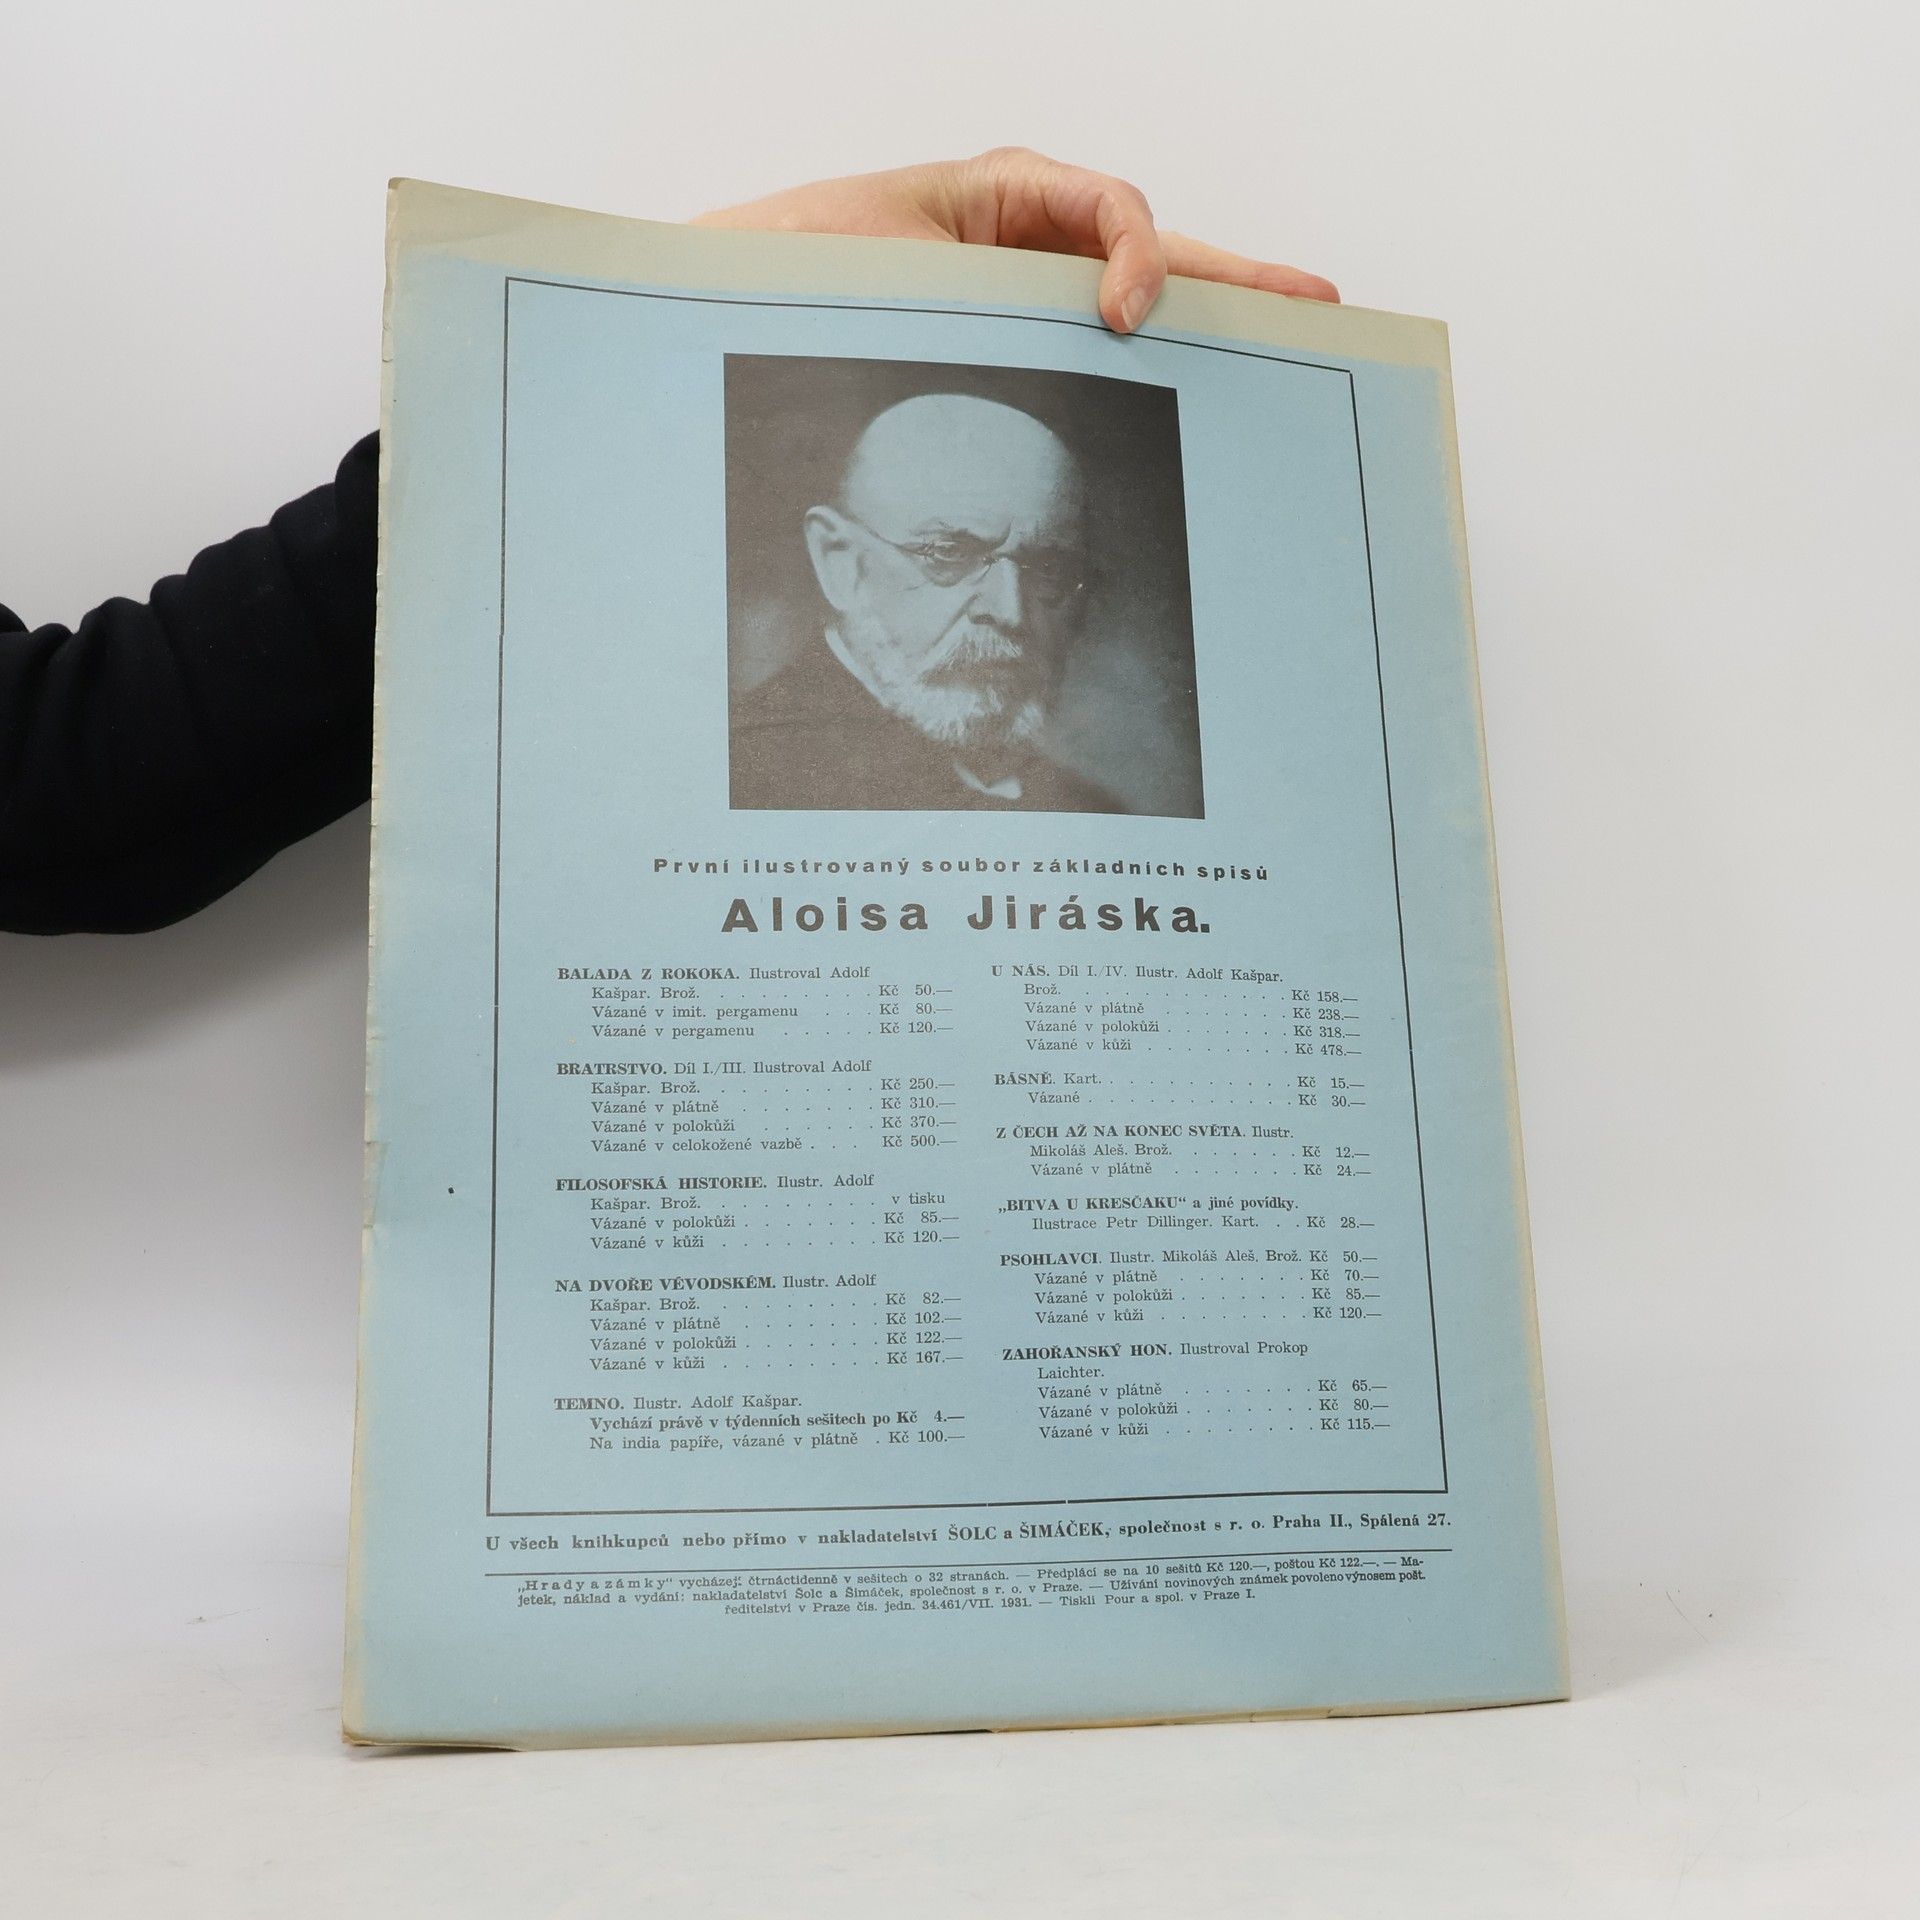 První ilustrovaný soubor základních spisů
Aloisa Jiráska.
BALADA Z ROKOKA. Ilustroval Adolf
Kašpar. Brož. . . . . . . . . Kč 50.—
Vázané v imit. pergamenu . . . Kč 80.—
Vázané v pergamenu . . . . . Kč 120.—
BRATRSTVO. Díl I./III. Ilustroval Adolf
Kašpar. Brož. . . . . . . . . Kč 250.—
Vázané v plátně . . . . . . . Kč 310.—
Vázané v polokůži . . . . . . Kč 370.—
Vázané v celokožené vazbě . . . Kč 500.—
FILOSOFSKÁ HISTORIE. Ilustr. Adolf
Kašpar. Brož. . . . . . . . . v tisku
Vázané v polokůži . . . . . . . Kč 85.—
Vázané v kůži . . . . . . . . Kč 120.—
NA DVOŘE VÉVODSKÉM. Ilustr. Adolf
Kašpar. Brož. . . . . . . . . Kč 82.—
Vázané v plátně . . . . . . . Kč 102.—
Vázané v polokůži . . . . . . . Kč 122.—
Vázané v kůži . . . . . . . . Kč 167.—
TEMNO. Ilustr. Adolf Kašpar.
Vychází právě v týdenních sešitech po Kč 4.—
Na india papíře, vázané v plátně . Kč 100.—
U NÁS. Díl I./IV. Ilustr. Adolf Kašpar.
Brož. . . . . . . . . . . . Kč 158.—
Vázané v plátně . . . . . . . Kč 238.—
Vázané v polokůži . . . . . . . Kč 318.—
Vázané v kůži . . . . . . . . Kč 478.—
BÁSNĚ. Kart. . . . . . . . . . . Kč 15.—
Vázané . . . . . . . . . . . Kč 30.—
Z ČECH AŽ NA KONEC SVĚTA. Ilustr.
Mikoláš Aleš. Brož. . . . . . . Kč 12.—
Vázané v plátně . . . . . . . Kč 24.—
„BITVA U KRESČAKU“ a jiné povídky.
Ilustrace Petr Dillinger. Kart. . . Kč 28.—
PSOHLAVCI. Ilustr. Mikoláš Aleš. Brož. Kč 50.—
Vázané v plátně . . . . . . . Kč 70.—
Vázané v polokůži . . . . . . . Kč 85.—
Vázané v kůži . . . . . . . . Kč 120.—
ZAHOŘANSKÝ HON. Ilustroval Prokop
Laichter.
Vázané v plátně . . . . . . . Kč 65.—
Vázané v polokůži . . . . . . . Kč 80.—
Vázané v kůži . . . . . . . . Kč 115.—
U všech knihkupců nebo přímo v nakladatelství ŠOLC a ŠIMÁČEK, společnost s r. o. Praha II., Spálená 27.
„Hrady a zámky“ vycházejí čtrnáctidenně v sešitech o 32 stranách. — Předplácí se na 10 sešitů Kč 120.—, poštou Kč 122.—. — Ma-
jetek, náklad a vydání: nakladatelství Šolc a Šimáček, společnost s r. o. v Praze. — Užívání novinových známek povoleno výnosem pošt.
ředitelství v Praze čís. jedn. 34.461/VII. 1931. — Tiskli Pour a spol. v Praze I.